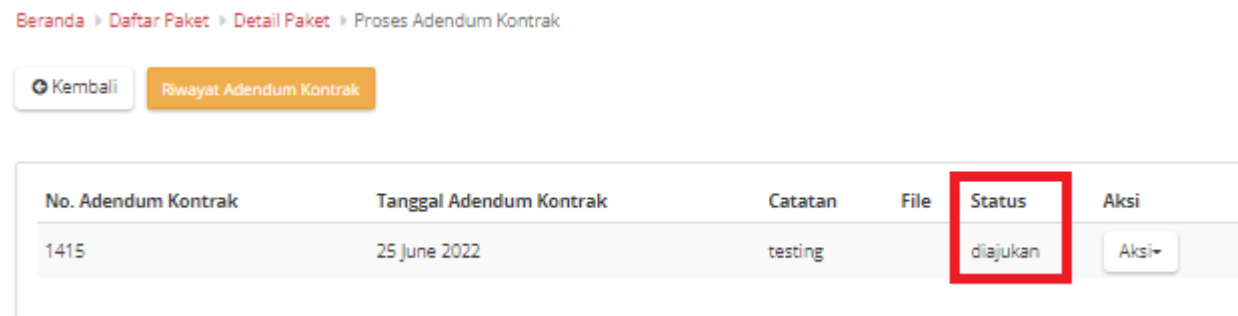 Beranda Daftar Paket Detail Paket Proses Adendum Kontrak
Kembali Riwayat Adendum Kontrak
No. Adendum Kontrak Tanggal Adendum Kontrak Catatan File Status Aksi
1415 25 June 2022 testing diajukan Aksi